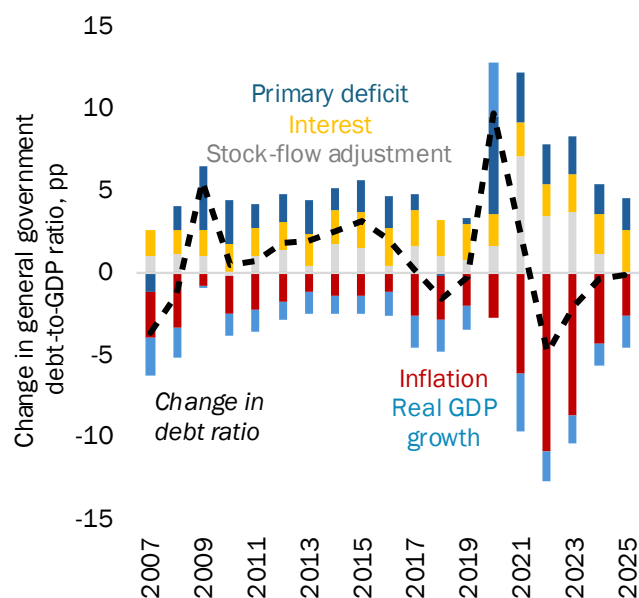 Change in general government
debt-to-GDP ratio, pp
15
10
5
0
-5
-10
-15
Primary deficit
Interest
Stock-flow adjustment
Change in
debt ratio
Inflation
Real GDP
growth
2007
2009
2011
2013
2015
2017
2019
2021
2023
2025